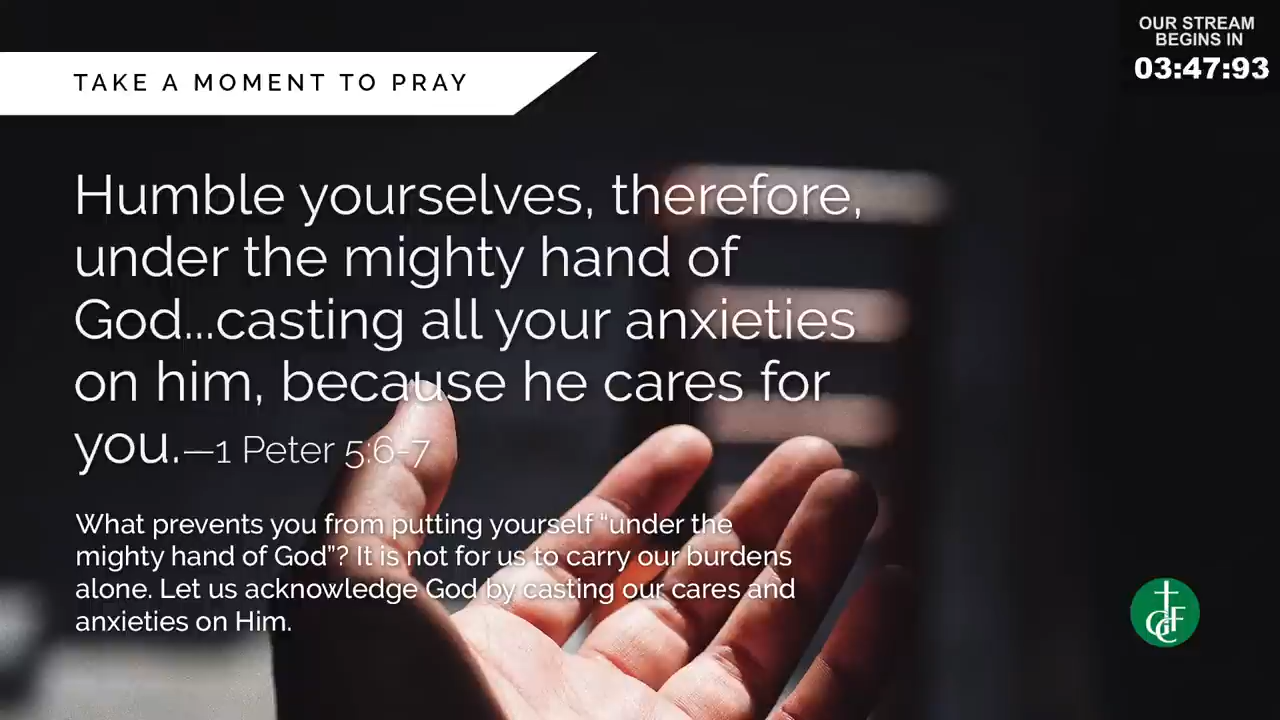 OUR STREAM
BEGINS IN
03:47:93
TAKE A MOMENT TO PRAY
Humble yourselves, therefore,
under the mighty hand of
God...casting all your anxieties
on him, because he cares for
you.—1 Peter 5:6-7
What prevents you from putting yourself “under the
mighty hand of God”? It is not for us to carry our burdens
alone. Let us acknowledge God by casting our cares and
anxieties on Him.
GCF